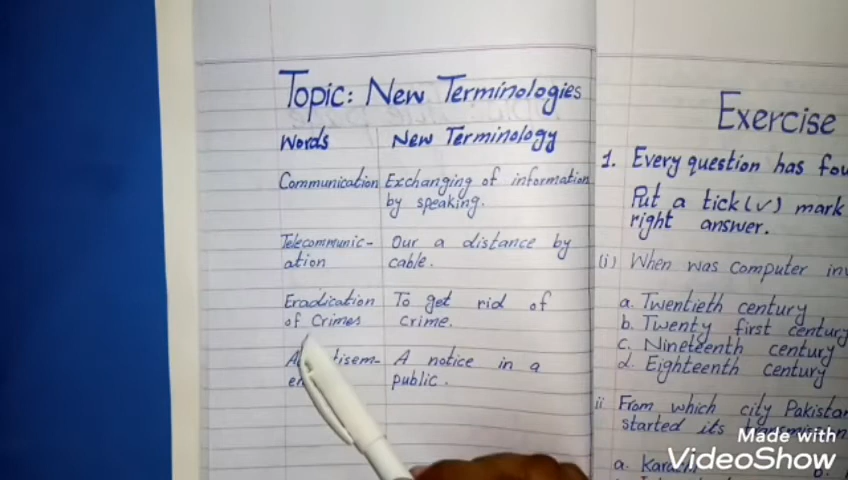 Topic: New Terminologies
Words New Terminology
Communication Exchanging of information
by speaking.
Telecommunic- Our a distance by
ation cable.
Eradication To get rid of
of Crimes crime.
A notice in a
public.
Exercise
1. Every question has fou
Put a tick(v) mark
right answer.
(i) When was computer inv
a. Twentieth century
b. Twenty first century
c. Nineteenth century
d. Eighteenth century
ii From which city Pakistan
started its transmission
a. Karachi b.
Made with
VideoShow